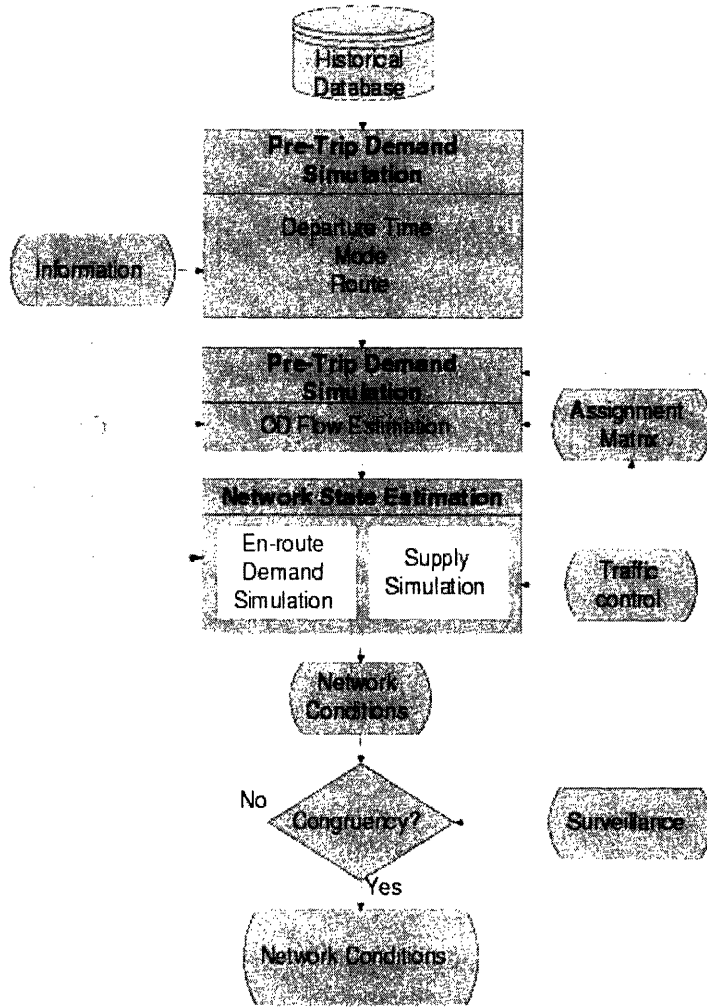 Historical
Database
Pre-Trip Demand
Simulation
Departure Time
Mode
Route
Information
Pre-Trip Demand
Simulation
OD Flow Estimation
Assignment
Matrix
Network State Estimation
En-route
Demand
Simulation
Supply
Simulation
Traffic
control
Network
Conditions
No
Congruency?
Surveillance
Yes
Network Conditions